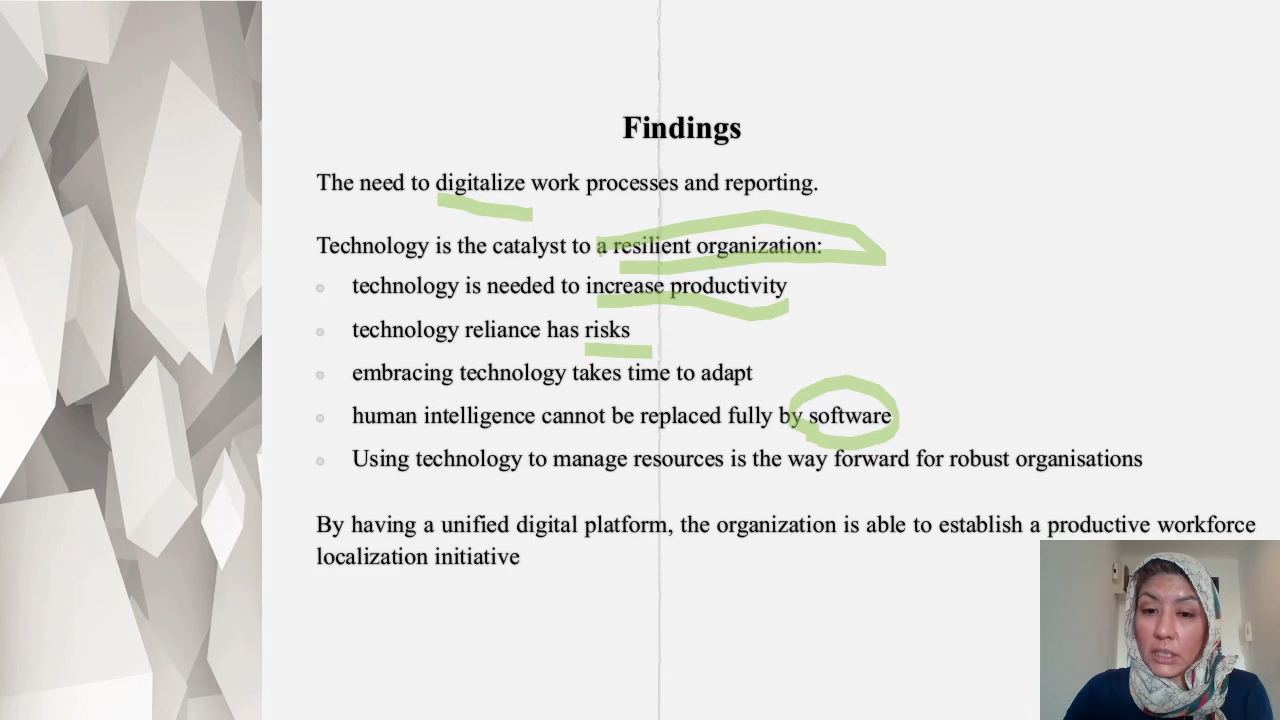 Findings
The need to digitalize work processes and reporting.
Technology is the catalyst to a resilient organization:
technology is needed to increase productivity
technology reliance has risks
embracing technology takes time to adapt
human intelligence cannot be replaced fully by software
Using technology to manage resources is the way forward for robust organisations
By having a unified digital platform, the organization is able to establish a productive workforce
localization initiative